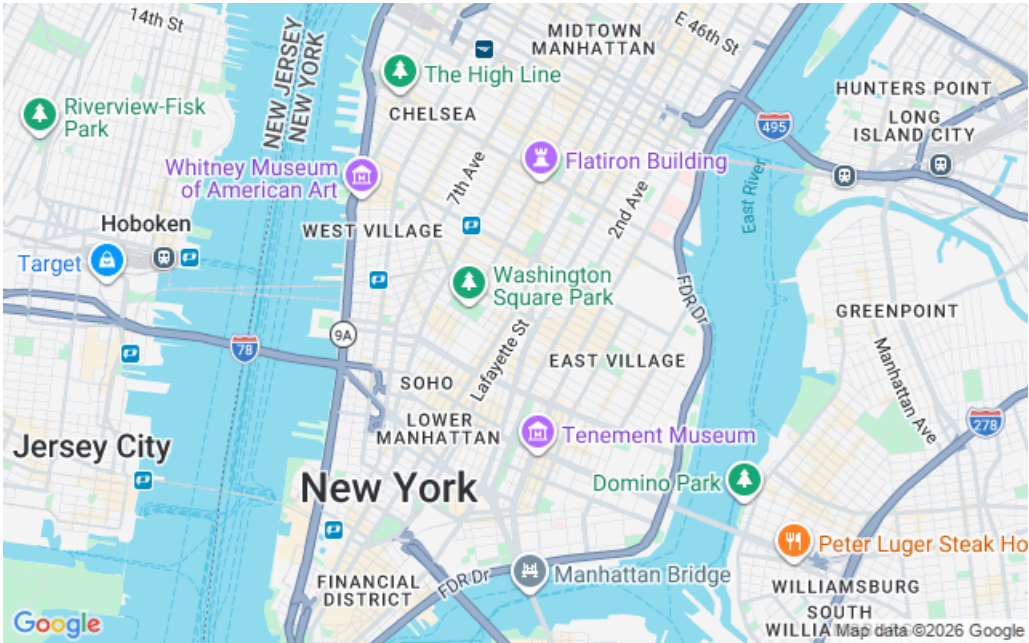 14th St
NEW JERSEY
NEW YORK
MIDTOWN
MANHATTAN
E 46th St
The High Line
CHELSEA
HUNTERS POINT
LONG
ISLAND CITY
495
Riverview-Fisk
Park
Whitney Museum
of American Art
7th Ave
Flatiron Building
2nd Ave
East River
Hoboken
WEST VILLAGE
Target
Washington
Square Park
FDR Dr
GREENPOINT
9A
78
Lafayette St
EAST VILLAGE
Manhattan Ave
SOHO
LOWER
MANHATTAN
278
Jersey City
Tenement Museum
New York
Domino Park
Peter Luger Steak Ho
FINANCIAL
DISTRICT
FDR Dr
Manhattan Bridge
WILLIAMSBURG
SOUTH
Google
Map data ©2026 Google